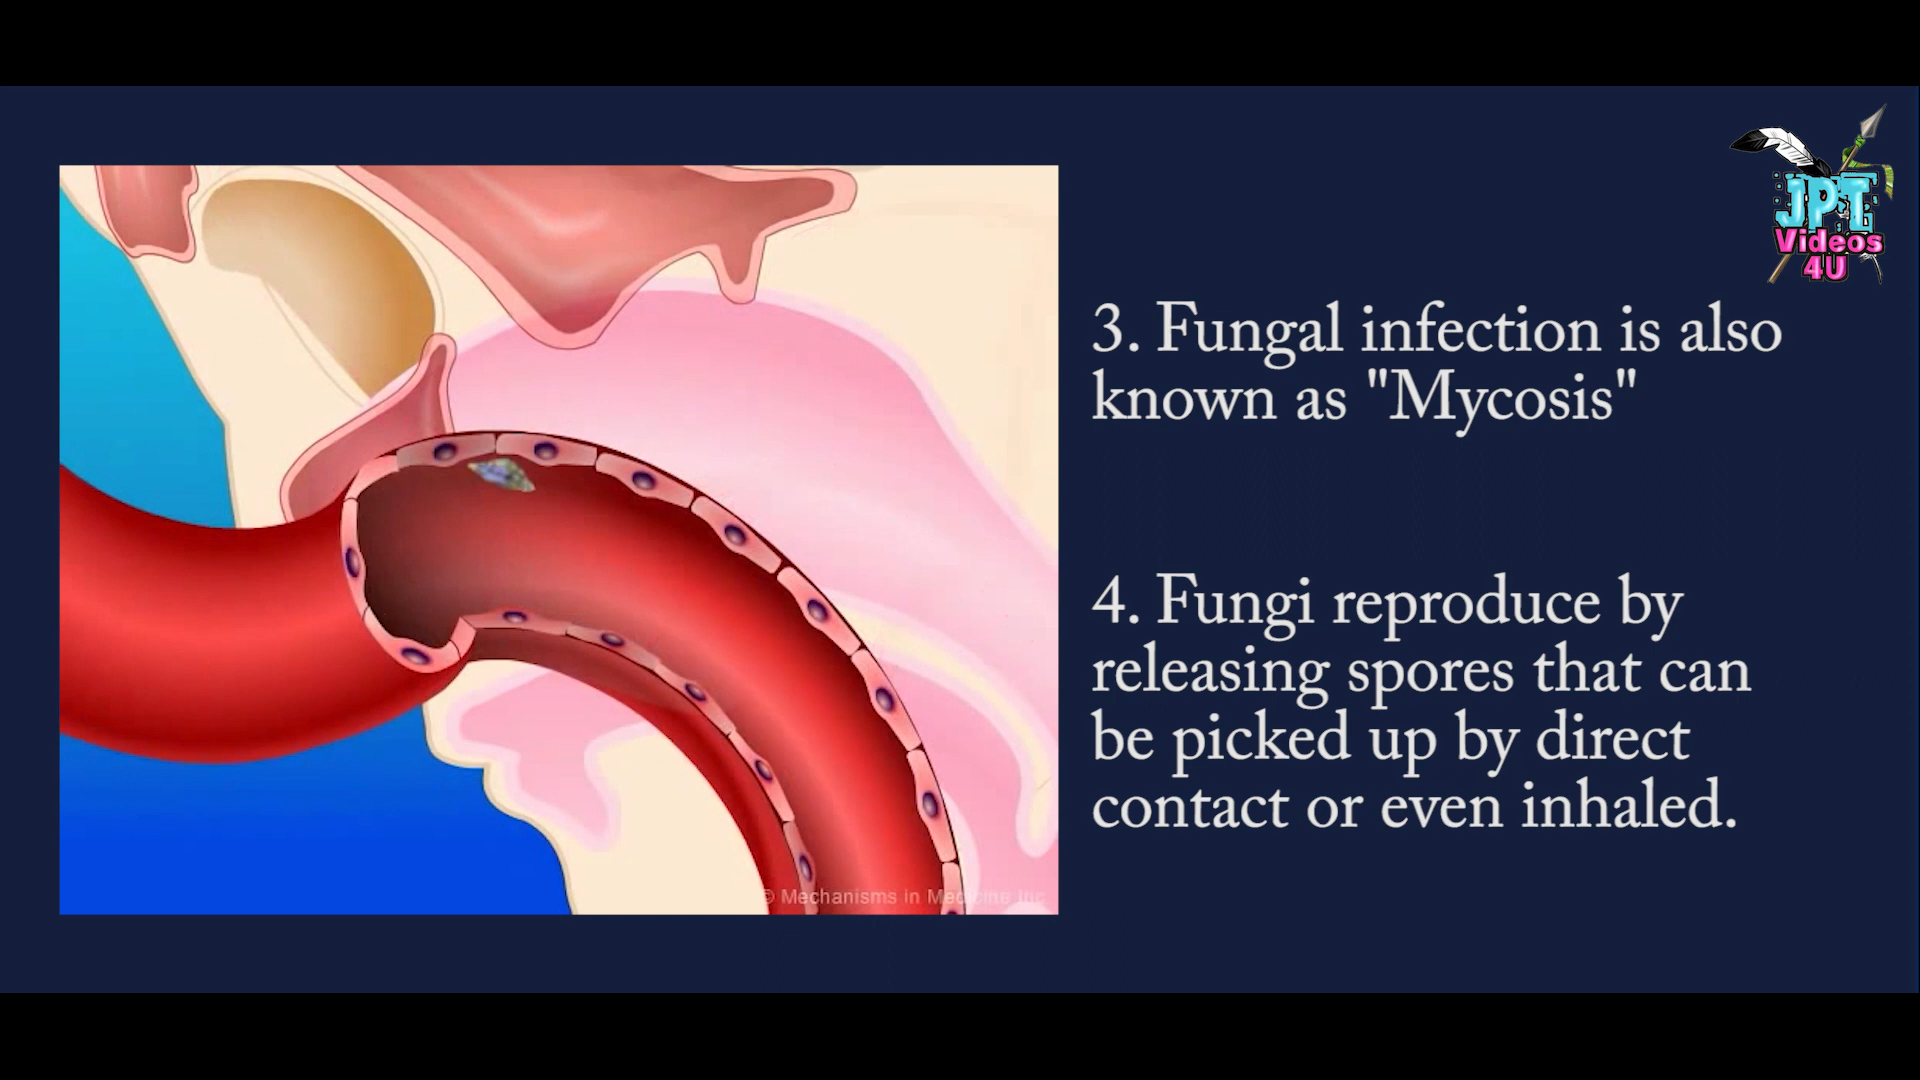 JPT
Videos
4U
3. Fungal infection is also
known as "Mycosis"
4. Fungi reproduce by
releasing spores that can
be picked up by direct
contact or even inhaled.
© Mechanisms in Medicine Inc